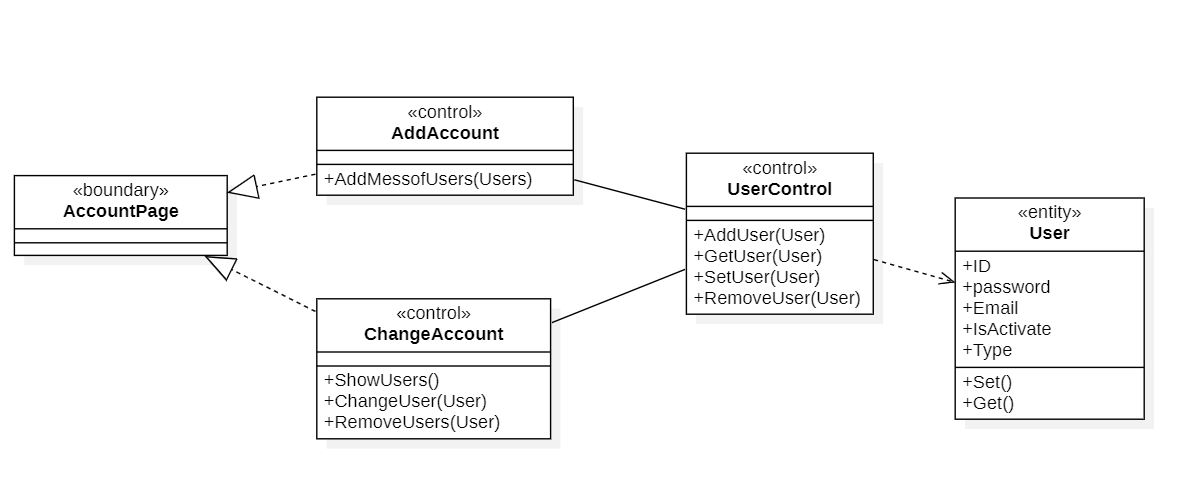 «boundary»
AccountPage
«control»
AddAccount
+AddMessofUsers(Users)
«control»
ChangeAccount
+ShowUsers()
+ChangeUser(User)
+RemoveUsers(User)
«control»
UserControl
+AddUser(User)
+GetUser(User)
+SetUser(User)
+RemoveUser(User)
«entity»
User
+ID
+password
+Email
+IsActivate
+Type
+Set()
+Get()